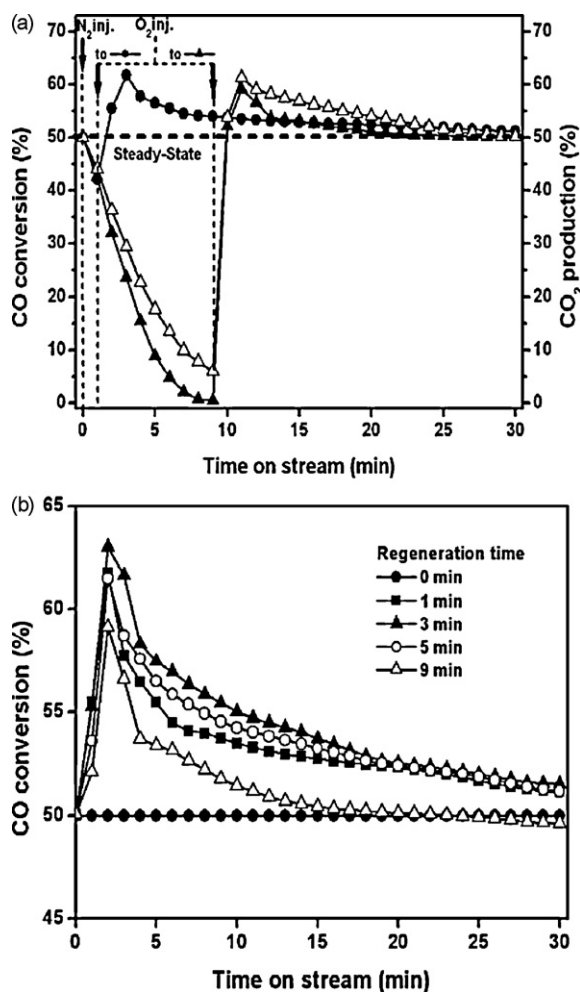 (a)
N₂inj.
O₂inj.
to
to
Steady-State
CO conversion (%)
CO₂ production (%)
70
60
50
40
30
20
10
0
70
60
50
40
30
20
10
0
0 5 10 15 20 25 30
Time on stream (min)
(b)
CO conversion (%)
65
60
55
50
45
Regeneration time
0 min
1 min
3 min
5 min
9 min
0 5 10 15 20 25 30
Time on stream (min)